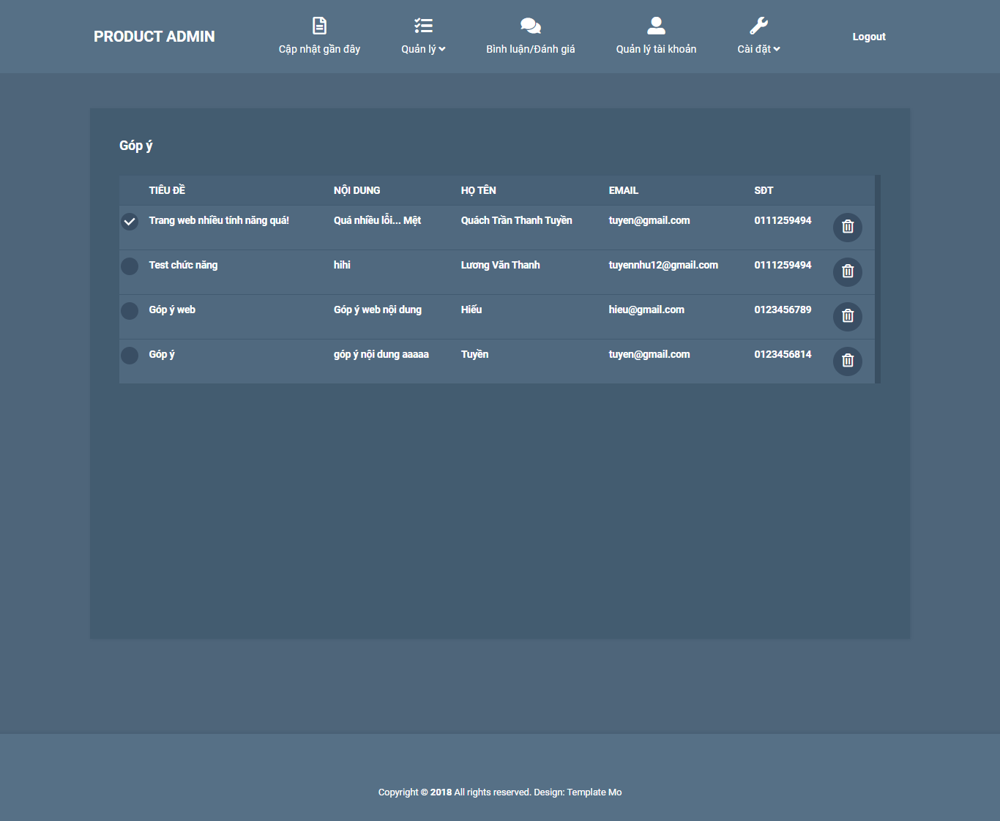 PRODUCT ADMIN
Cập nhật gần đây
Quản lý
Bình luận/Đánh giá
Quản lý tài khoản
Cài đặt
Logout
Góp ý
TIÊU ĐỀ NỘI DUNG HỌ TÊN EMAIL SĐT
Trang web nhiều tính năng quá! Quá nhiều lỗi... Mệt Quách Trần Thanh Tuyền tuyen@gmail.com 0111259494
Test chức năng hihi Lương Văn Thanh tuyennhu12@gmail.com 0111259494
Góp ý web Góp ý web nội dung Hiếu hieu@gmail.com 0123456789
Góp ý góp ý nội dung aaaaa Tuyền tuyen@gmail.com 0123456814
Copyright © 2018 All rights reserved. Design: Template Mo